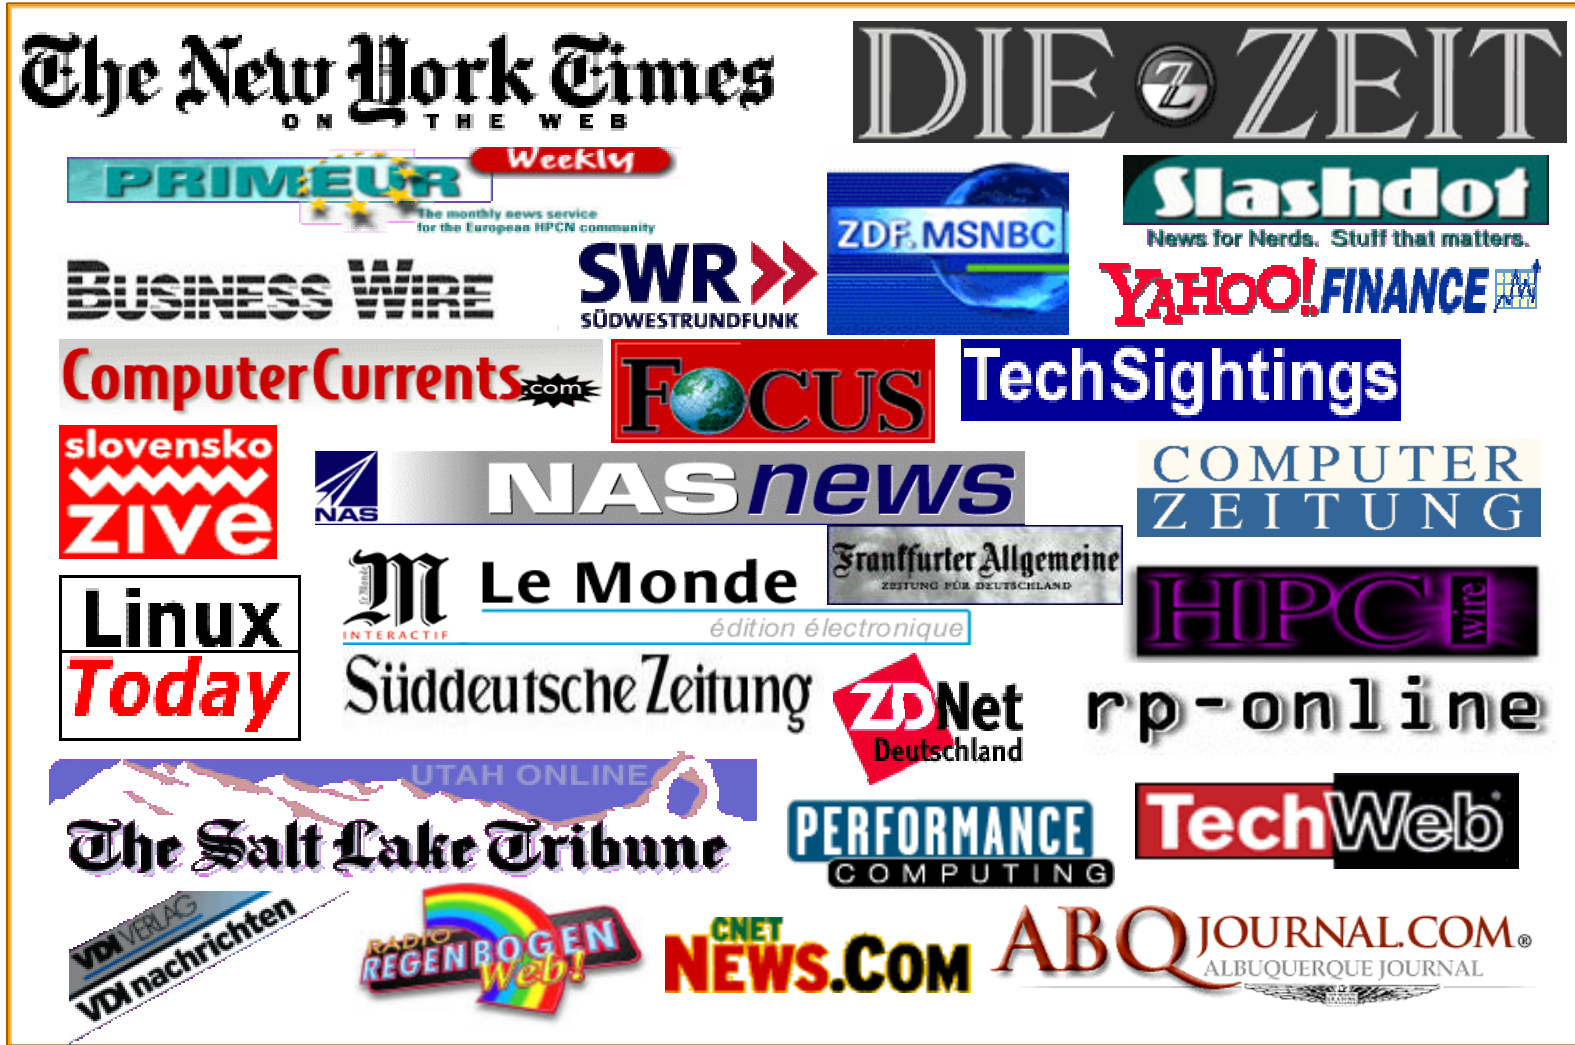 The New York Times
ON THE WEB
DIE ZEIT
PRIMEUR Weekly
The monthly news service
for the European HPCN community
ZDF.MSNBC
Slashdot
News for Nerds. Stuff that matters.
BUSINESS WIRE
SWR
SÜDWESTRUNDFUNK
YAHOO! FINANCE
ComputerCurrents.com
FOCUS
TechSightings
slovensko
zive
NAS
NASnews
COMPUTER
ZEITUNG
Linux
Today
Le Monde
M
INTERACTIF
Le Monde
édition électronique
Frankfurter Allgemeine
ZEITUNG FÜR DEUTSCHLAND
HPC wire
Süddeutsche Zeitung
ZDNet
Deutschland
rp-online
UTAH ONLINE
The Salt Lake Tribune
PERFORMANCE
COMPUTING
TechWeb
VDI VERLAG
VDI nachrichten
RADIO
REGENBOGEN
Web!
CNET
NEWS.COM
ABQJOURNAL.COM®
ALBUQUERQUE JOURNAL